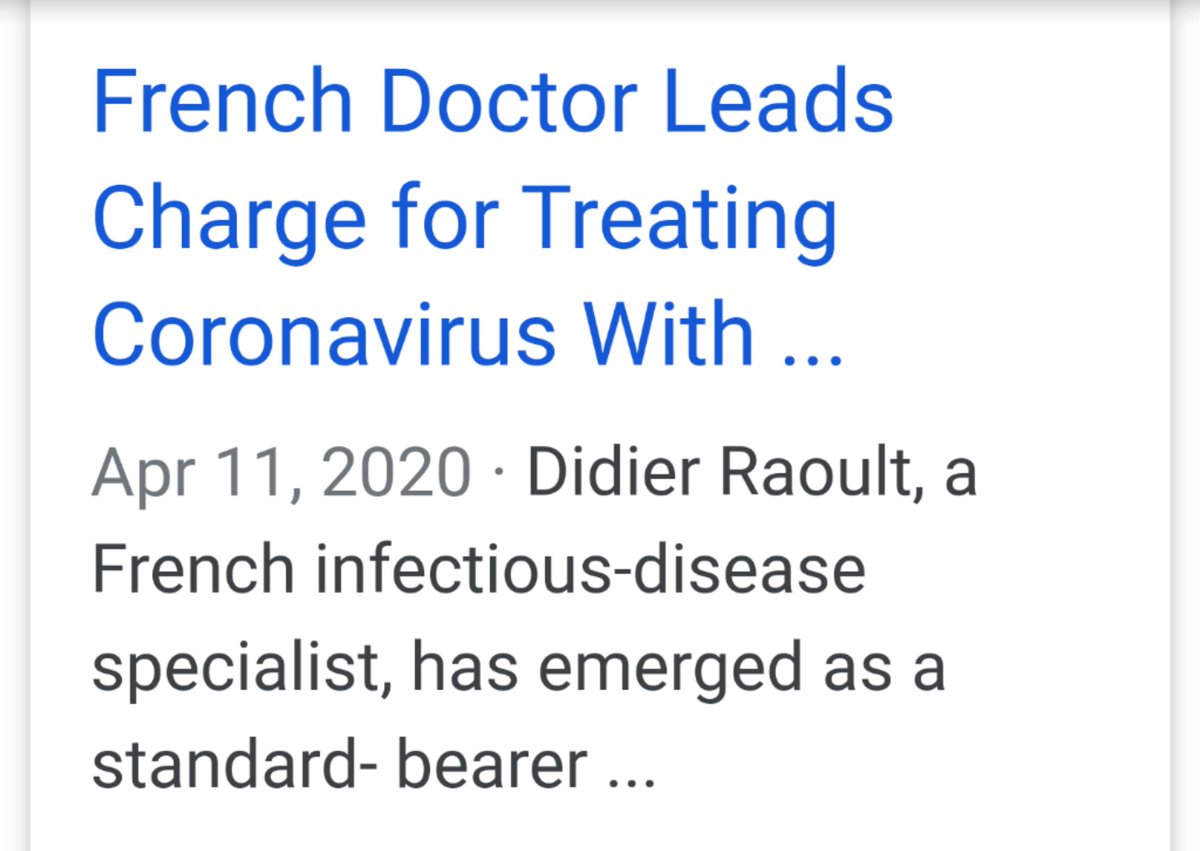 French Doctor Leads
Charge for Treating
Coronavirus With ...
Apr 11, 2020 · Didier Raoult, a
French infectious-disease
specialist, has emerged as a
standard- bearer ...